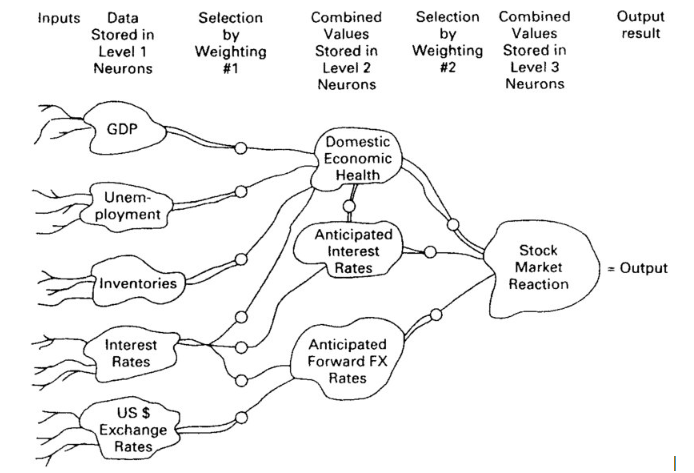 Inputs
Data
Stored in
Level 1
Neurons
Selection
by
Weighting
#1
Combined
Values
Stored in
Level 2
Neurons
Selection
by
Weighting
#2
Combined
Values
Stored in
Level 3
Neurons
Output
result
GDP
Unem-
ployment
Inventories
Interest
Rates
US $
Exchange
Rates
Domestic
Economic
Health
Anticipated
Interest
Rates
Anticipated
Forward FX
Rates
Stock
Market
Reaction
= Output